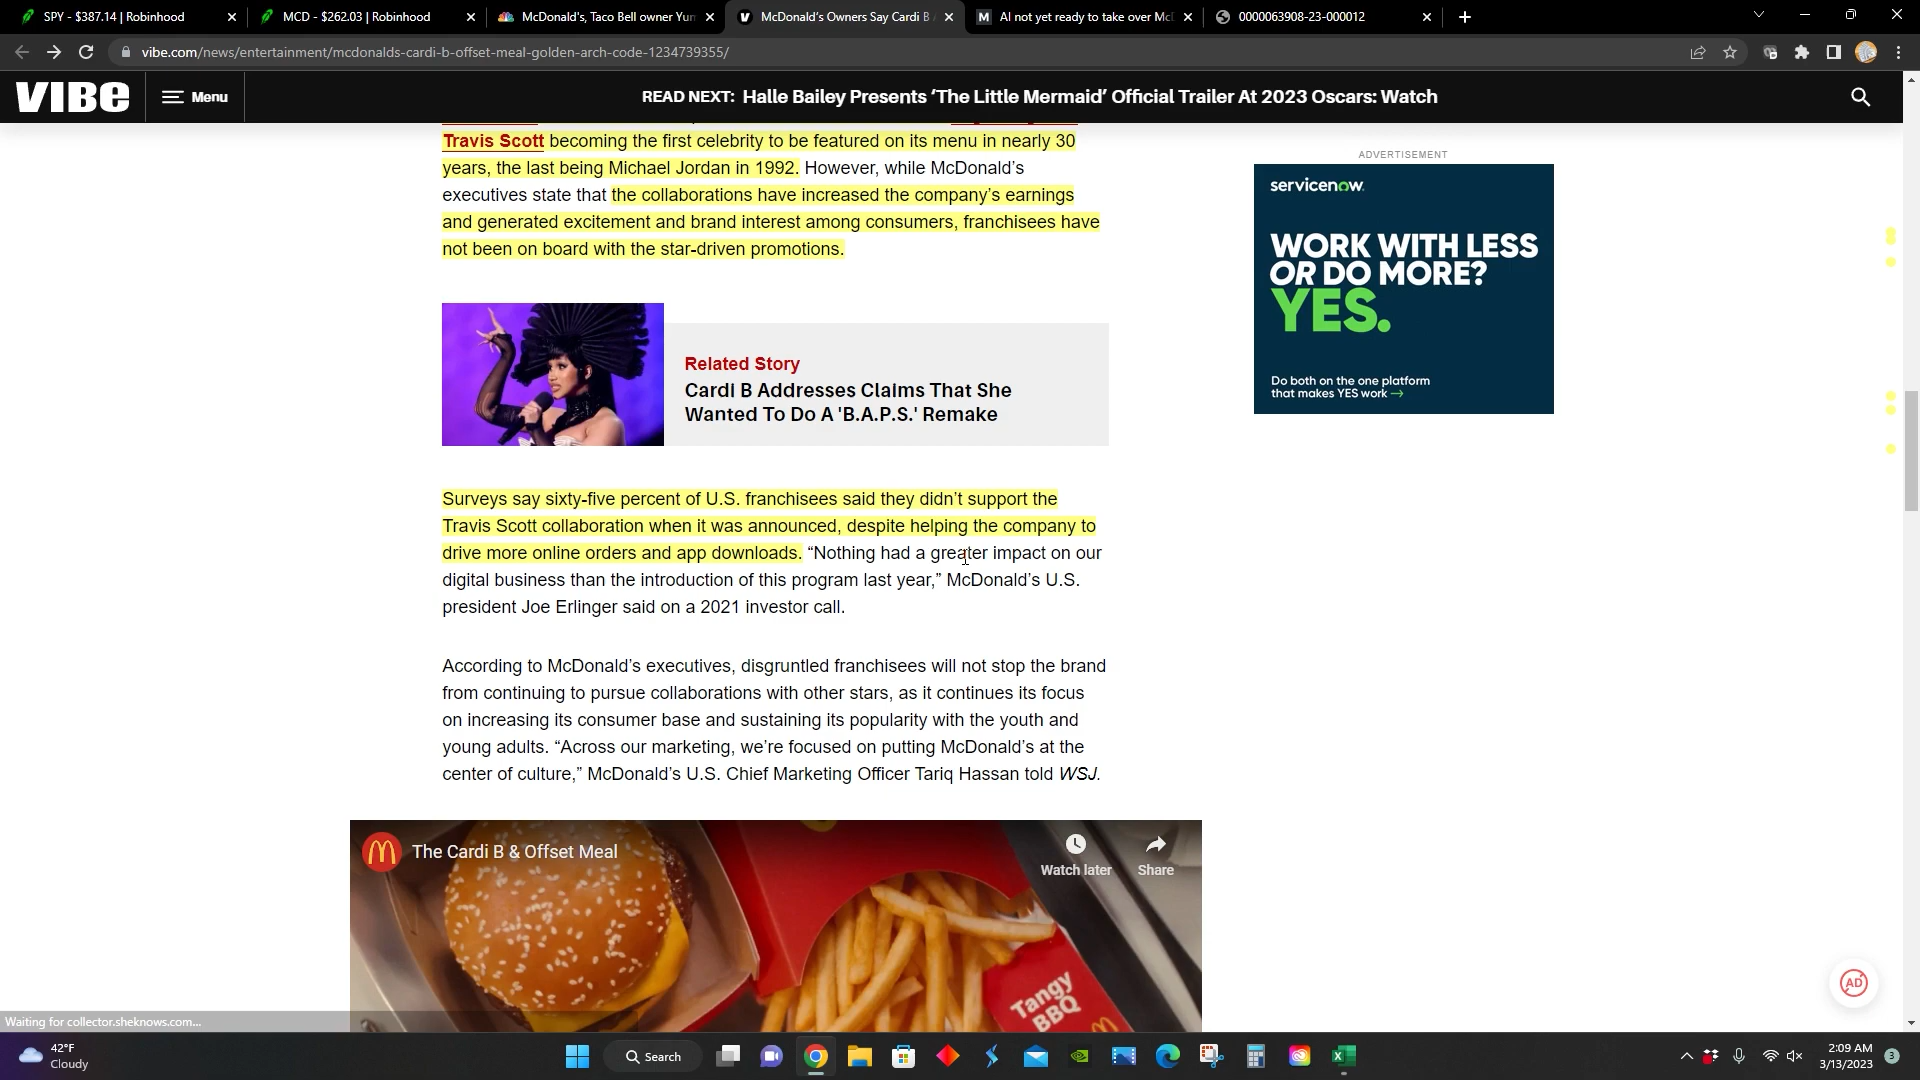 SPY - $387.14 | Robinhood
MCD - $262.03 | Robinhood
McDonald's, Taco Bell owner Yun
McDonald's Owners Say Cardi B
AI not yet ready to take over McD
0000063908-23-000012
vibe.com/news/entertainment/mcdonalds-cardi-b-offset-meal-golden-arch-code-1234739355/
VIBE
Menu
READ NEXT: Halle Bailey Presents ‘The Little Mermaid’ Official Trailer At 2023 Oscars: Watch
Travis Scott becoming the first celebrity to be featured on its menu in nearly 30
years, the last being Michael Jordan in 1992. However, while McDonald’s
executives state that the collaborations have increased the company’s earnings
and generated excitement and brand interest among consumers, franchisees have
not been on board with the star-driven promotions.
ADVERTISEMENT
servicenow.
WORK WITH LESS
OR DO MORE?
YES.
Do both on the one platform
that makes YES work →
Related Story
Cardi B Addresses Claims That She
Wanted To Do A 'B.A.P.S.' Remake
Surveys say sixty-five percent of U.S. franchisees said they didn’t support the
Travis Scott collaboration when it was announced, despite helping the company to
drive more online orders and app downloads. “Nothing had a greater impact on our
digital business than the introduction of this program last year,” McDonald’s U.S.
president Joe Erlinger said on a 2021 investor call.
According to McDonald’s executives, disgruntled franchisees will not stop the brand
from continuing to pursue collaborations with other stars, as it continues its focus
on increasing its consumer base and sustaining its popularity with the youth and
young adults. “Across our marketing, we’re focused on putting McDonald’s at the
center of culture,” McDonald’s U.S. Chief Marketing Officer Tariq Hassan told WSJ.
The Cardi B & Offset Meal
Watch later
Share
Tangy
BBQ
AD
Waiting for collector.sheknows.com...
42°F
Cloudy
Search
2:09 AM
3/13/2023
3